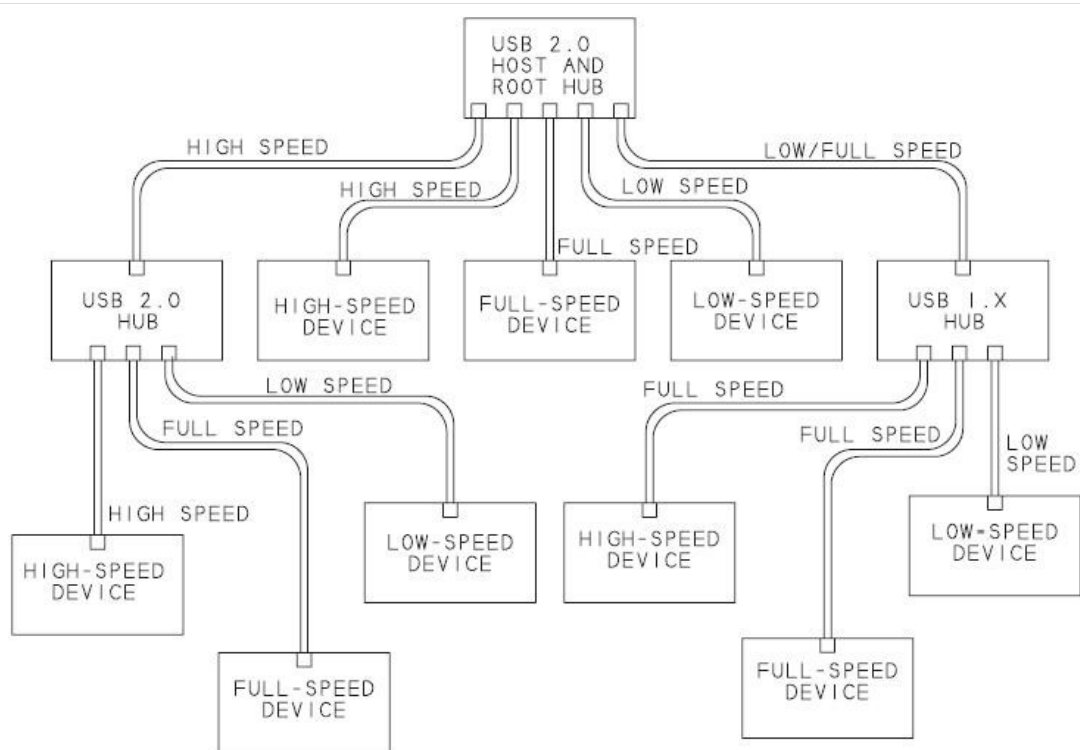 USB 2.0
HOST AND
ROOT HUB
HIGH SPEED
LOW/FULL SPEED
HIGH SPEED
LOW SPEED
FULL SPEED
USB 2.0
HUB
HIGH-SPEED
DEVICE
FULL-SPEED
DEVICE
LOW-SPEED
DEVICE
USB 1.X
HUB
LOW SPEED
FULL SPEED
FULL SPEED
FULL SPEED
LOW
SPEED
HIGH SPEED
HIGH-SPEED
DEVICE
LOW-SPEED
DEVICE
HIGH-SPEED
DEVICE
LOW=SPEED
DEVICE
FULL-SPEED
DEVICE
FULL-SPEED
DEVICE